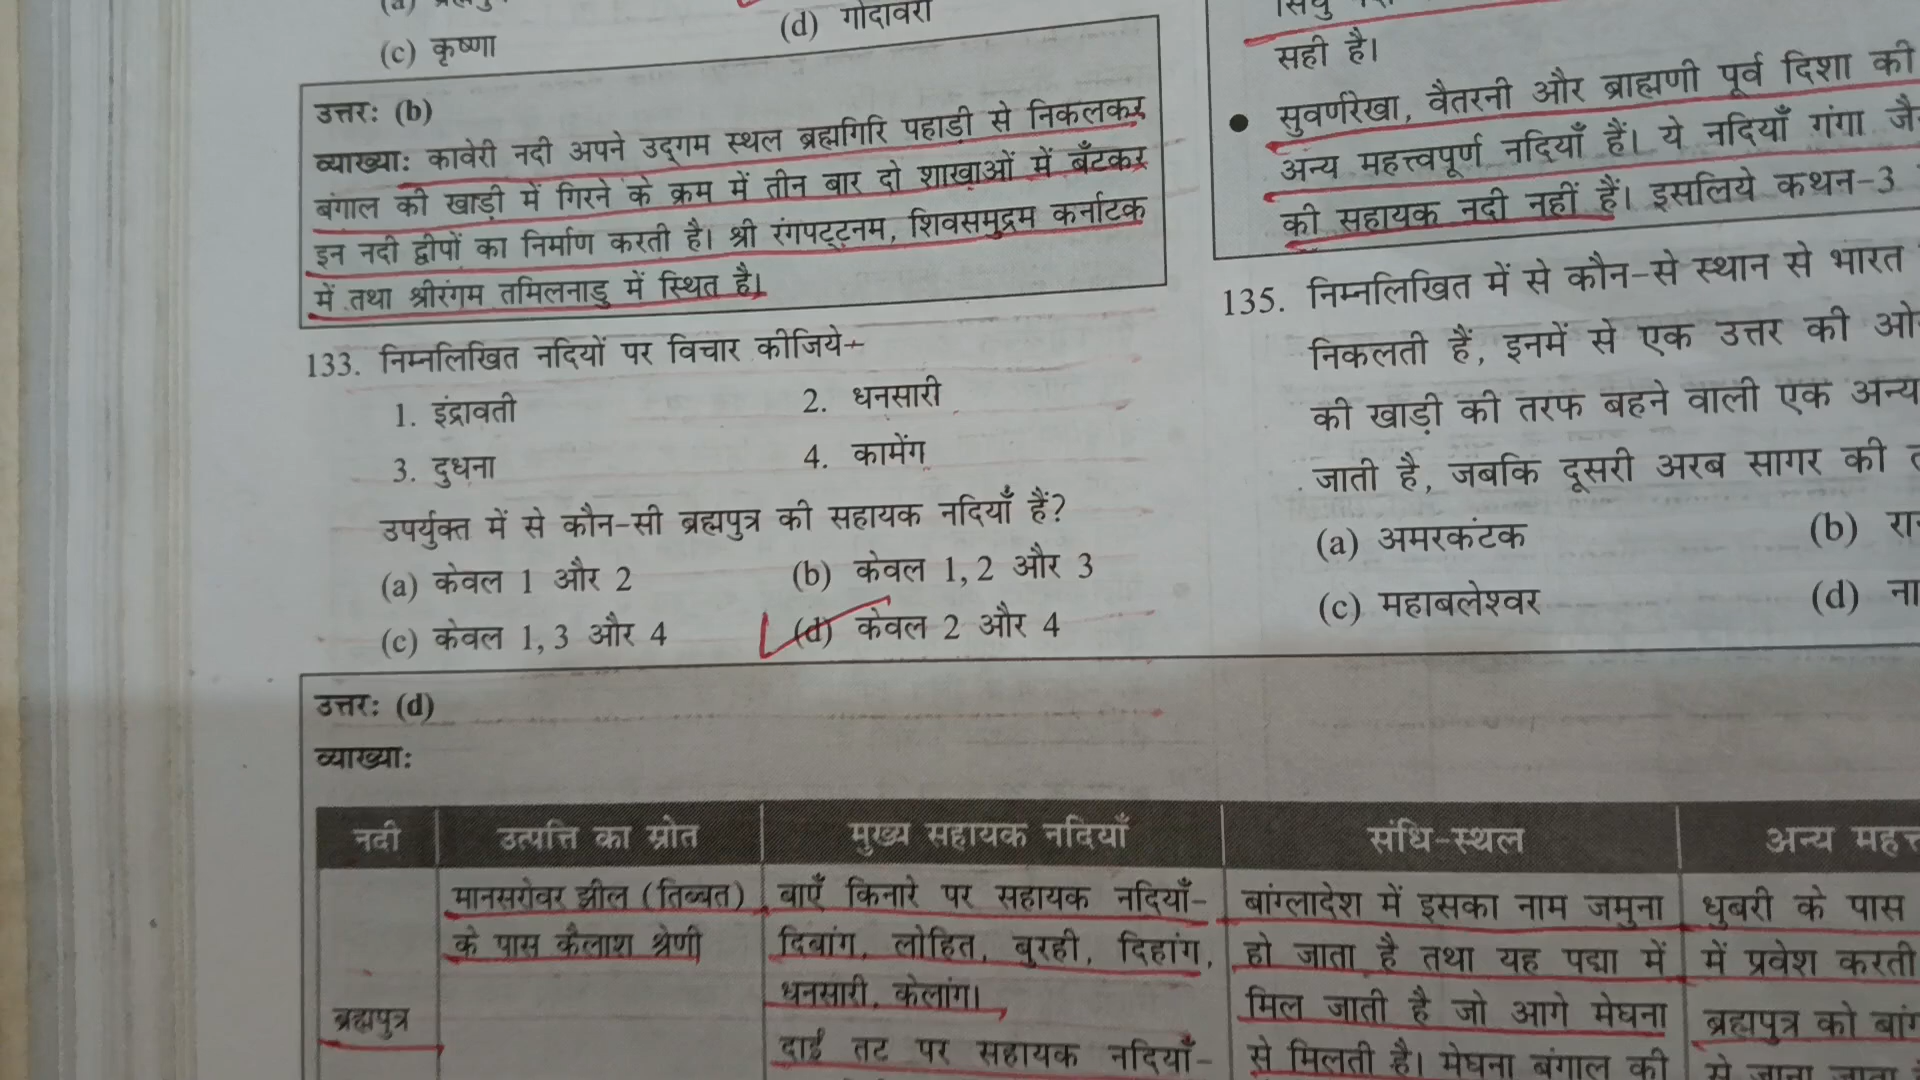 (d) गोदावरी
(c) कृष्णा
उत्तर: (b)
व्याख्या: कावेरी नदी अपने उद्गम स्थल ब्रह्मगिरि पहाड़ी से निकलकर
बंगाल की खाड़ी में गिरने के क्रम में तीन बार दो शाखाओं में बँटकर
इन नदी द्वीपों का निर्माण करती है। श्री रंगपट्टनम, शिवसमुद्रम कर्नाटक
में तथा श्रीरंगम तमिलनाडु में स्थित है।
133. निम्नलिखित नदियों पर विचार कीजिये-
1. इंद्रावती
2. धनसारी
3. दुधना
4. कामेंग
उपर्युक्त में से कौन-सी ब्रह्मपुत्र की सहायक नदियाँ हैं?
(a) केवल 1 और 2
(b) केवल 1, 2 और 3
(c) केवल 1, 3 और 4
(d) केवल 2 और 4
उत्तर: (d)
व्याख्या:
नदी
उत्पत्ति का स्रोत
मुख्य सहायक नदियाँ
संधि-स्थल
अन्य
ब्रह्मपुत्र
मानसरोवर झील (तिब्बत)
के पास कैलाश श्रेणी
बाएँ किनारे पर सहायक नदियाँ-
दिबांग, लोहित, बुरही, दिहांग,
धनसारी, केलांग।
दाईं तट पर सहायक नदियाँ-
बांग्लादेश में इसका नाम जमुना
हो जाता है तथा यह पद्मा में
मिल जाती है जो आगे मेघना
से मिलती है। मेघना बंगाल की
धुबरी के पास
में प्रवेश करती
ब्रह्मपुत्र को
से जाना जाता
सही है।
● सुवर्णरेखा, वैतरनी और ब्राह्मणी पूर्व दिशा की
अन्य महत्त्वपूर्ण नदियाँ हैं। ये नदियाँ गंगा
की सहायक नदी नहीं हैं। इसलिये कथन-3
135. निम्नलिखित में से कौन-से स्थान से भारत
निकलती हैं, इनमें से एक उत्तर की
की खाड़ी की तरफ बहने वाली एक अन्य
जाती है, जबकि दूसरी अरब सागर की
(a) अमरकंटक
(b)
(c) महाबलेश्वर
(d)